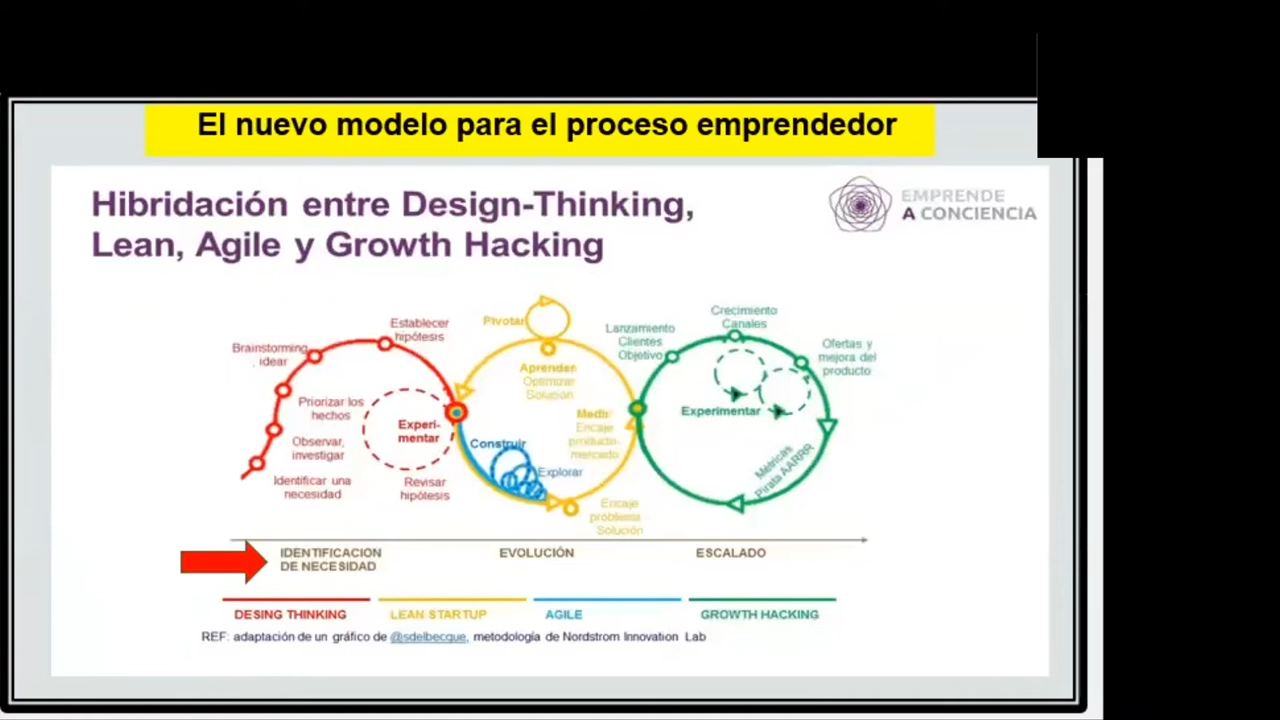 El nuevo modelo para el proceso emprendedor
Hibridación entre Design-Thinking,
Lean, Agile y Growth Hacking
EMPRENDE
A CONCIENCIA
Establecer
hipótesis
Brainstorming
, idear
Priorizar los
hechos
Observar,
investigar
Identificar una
necesidad
Experi-
mentar
Revisar
hipótesis
Pivotar
Aprender
Optimizar
Solución
Medir
Encaje
producto-
mercado
Construir
Explorar
Encaje
problema
Solución
Lanzamiento
Clientes
Objetivo
Crecimiento
Canales
Ofertas y
mejora del
producto
Experimentar
Métricas
Pirata AARRR
IDENTIFICACION
DE NECESIDAD
EVOLUCIÓN
ESCALADO
DESING THINKING
LEAN STARTUP
AGILE
GROWTH HACKING
REF: adaptación de un gráfico de @sdelbecque, metodología de Nordstrom Innovation Lab